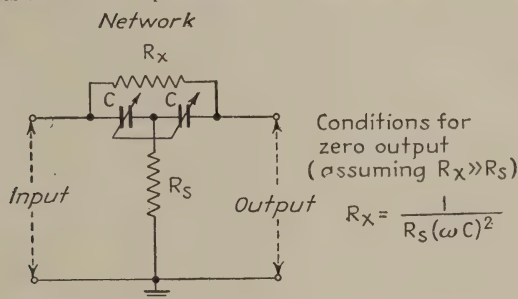 Network
Rx
C C
Rs
Input
Output
Conditions for
zero output
(assuming Rx>>Rs)
Rx = 1 / Rs(ωC)²